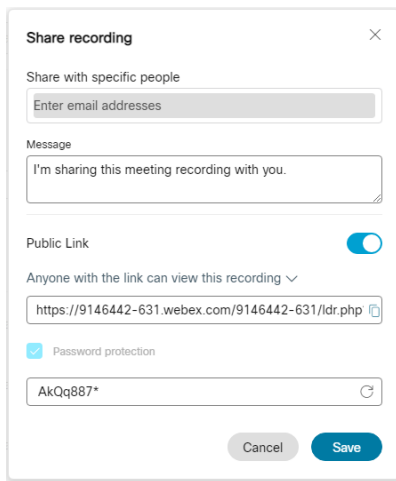 Share recording
Share with specific people
Enter email addresses
Message
I'm sharing this meeting recording with you.
Public Link
Anyone with the link can view this recording
https://9146442-631.webex.com/9146442-631/ldr.php
Password protection
AkQq887*
Cancel Save